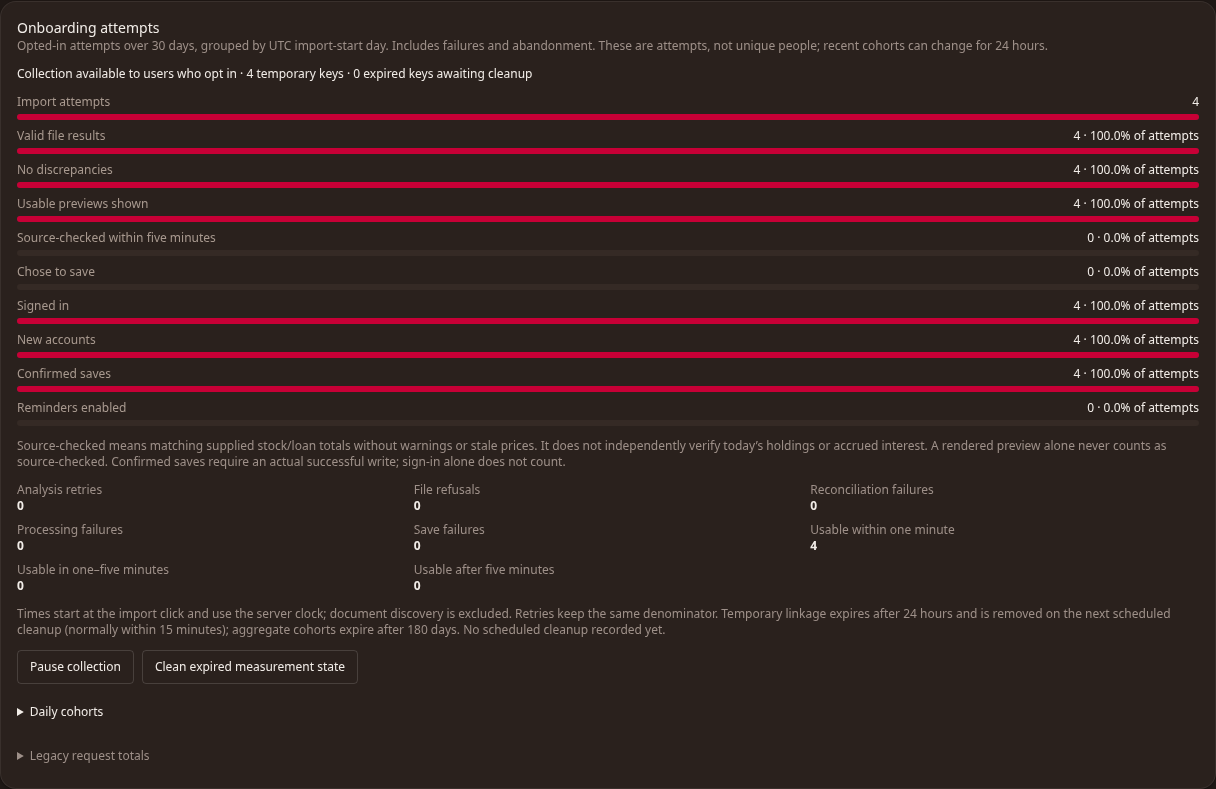 Onboarding attempts
Opted-in attempts over 30 days, grouped by UTC import-start day. Includes failures and abandonment. These are attempts, not unique people; recent cohorts can change for 24 hours.
Collection available to users who opt in · 4 temporary keys · 0 expired keys awaiting cleanup
Import attempts 4
Valid file results 4 · 100.0% of attempts
No discrepancies 4 · 100.0% of attempts
Usable previews shown 4 · 100.0% of attempts
Source-checked within five minutes 0 · 0.0% of attempts
Chose to save 0 · 0.0% of attempts
Signed in 4 · 100.0% of attempts
New accounts 4 · 100.0% of attempts
Confirmed saves 4 · 100.0% of attempts
Reminders enabled 0 · 0.0% of attempts
Source-checked means matching supplied stock/loan totals without warnings or stale prices. It does not independently verify today’s holdings or accrued interest. A rendered preview alone never counts as
source-checked. Confirmed saves require an actual successful write; sign-in alone does not count.
Analysis retries File refusals Reconciliation failures
0 0 0
Processing failures Save failures Usable within one minute
0 0 4
Usable in one–five minutes Usable after five minutes
0 0
Times start at the import click and use the server clock; document discovery is excluded. Retries keep the same denominator. Temporary linkage expires after 24 hours and is removed on the next scheduled
cleanup (normally within 15 minutes); aggregate cohorts expire after 180 days. No scheduled cleanup recorded yet.
Pause collection Clean expired measurement state
Daily cohorts
Legacy request totals